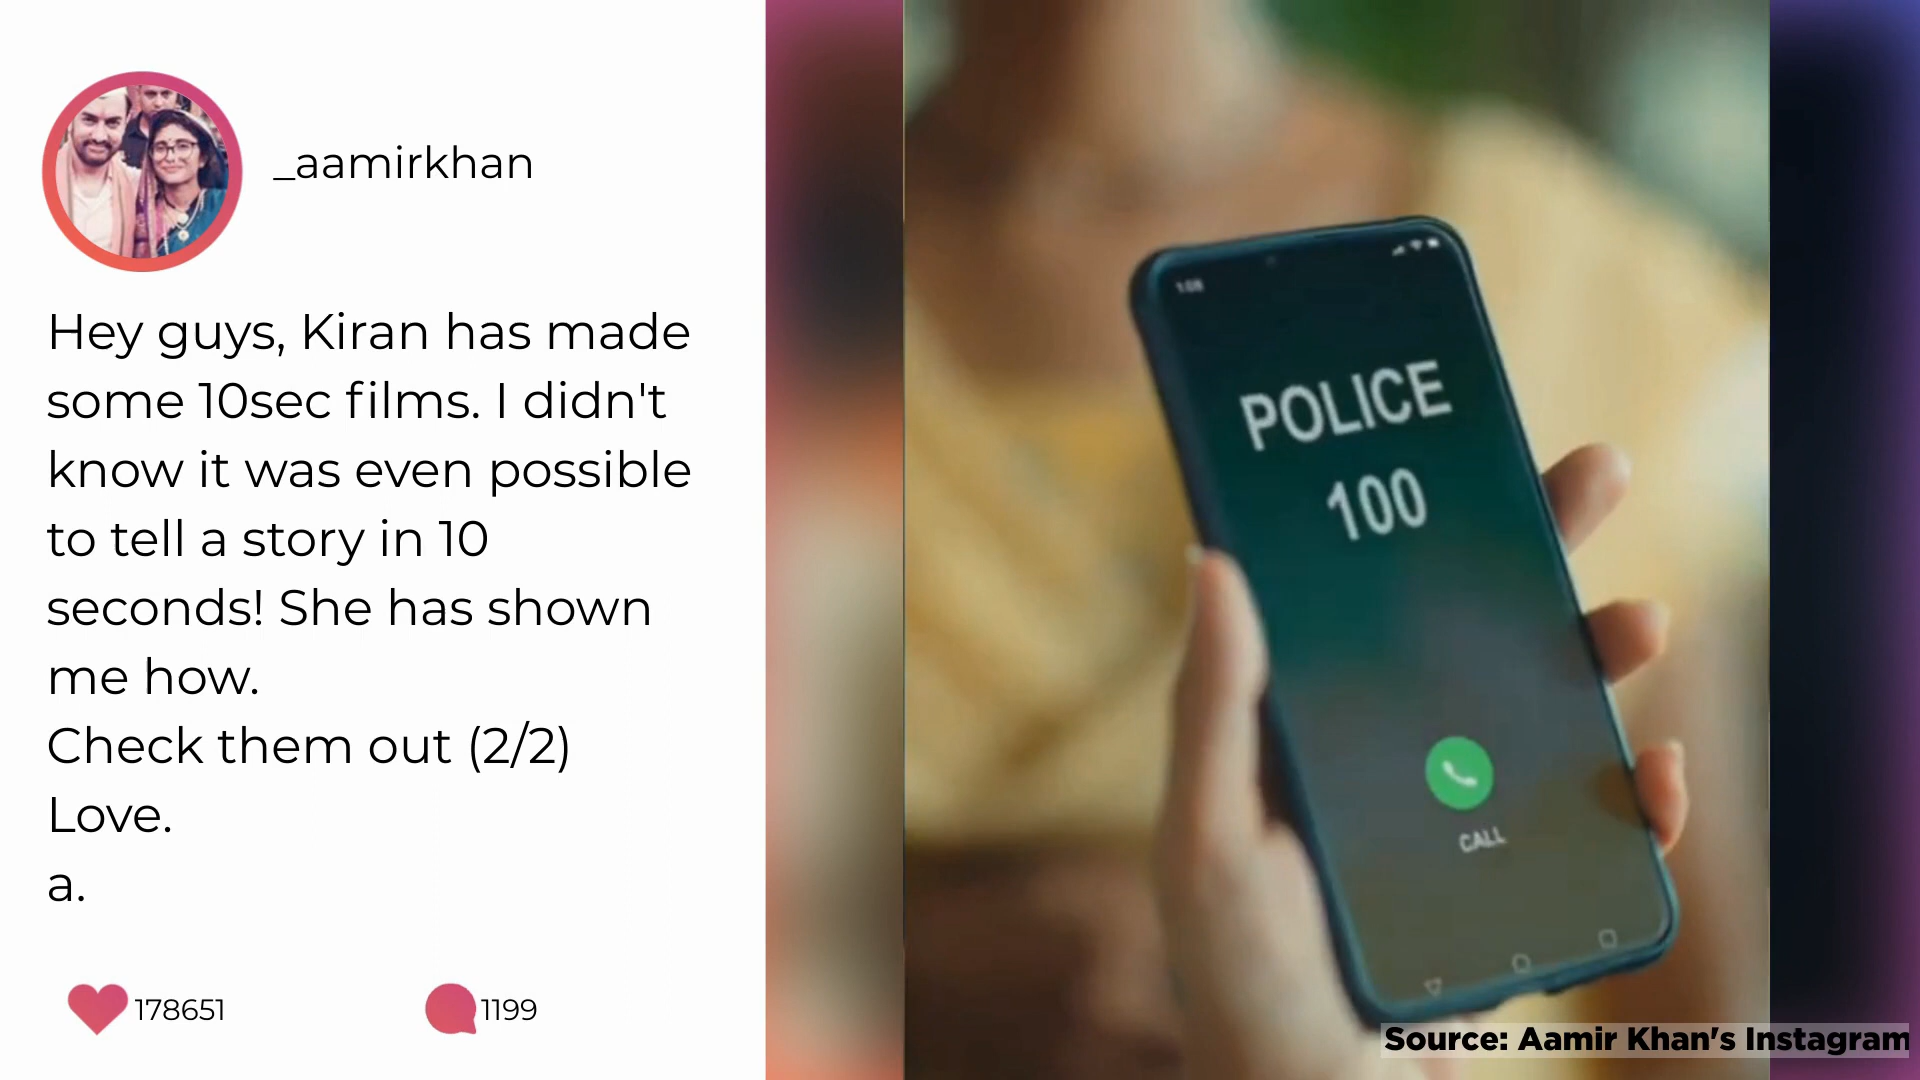 _aamirkhan
Hey guys, Kiran has made
some 10sec films. I didn't
know it was even possible
to tell a story in 10
seconds! She has shown
me how.
Check them out (2/2)
Love.
a.
178651
1199
1:08
POLICE
100
CALL
Source: Aamir Khan's Instagram